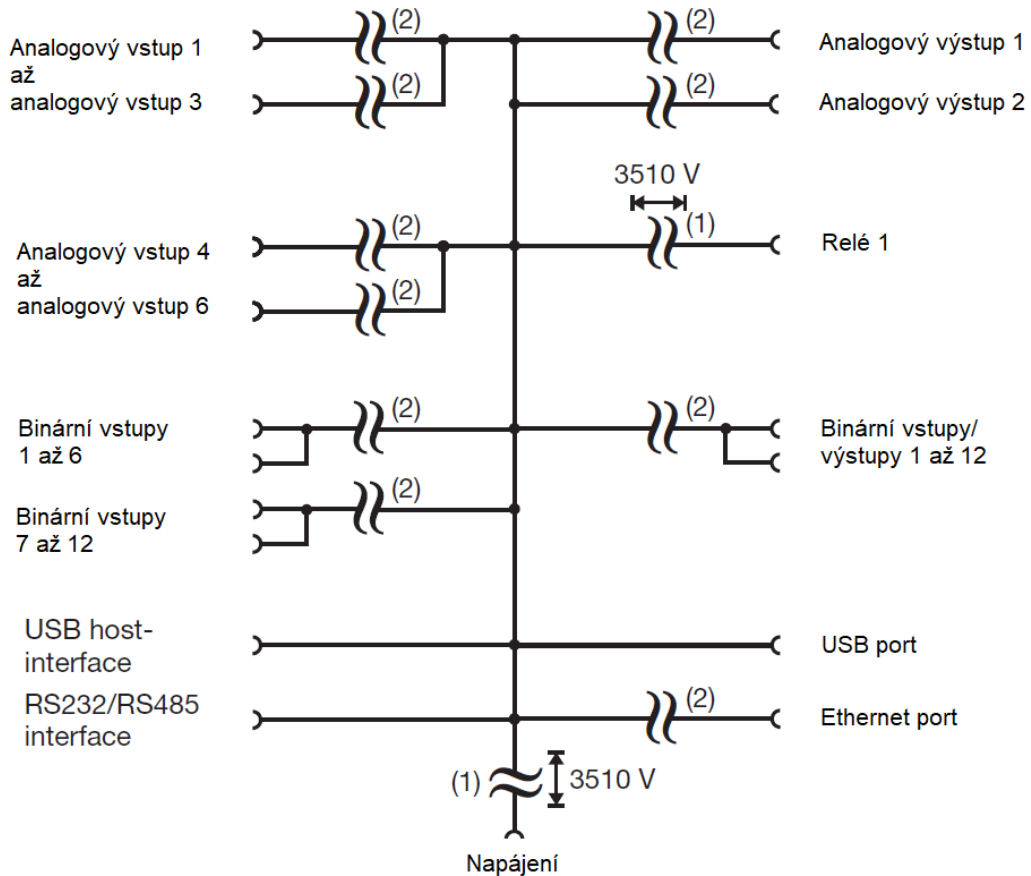 Analogový vstup 1
až
analogový vstup 3
(2)
(2)
(2)
Analogový výstup 1
(2)
Analogový výstup 2
3510 V
Analogový vstup 4
až
analogový vstup 6
(2)
(2)
(1)
Relé 1
Binární vstupy
1 až 6
(2)
(2)
Binární vstupy/
výstupy 1 až 12
Binární vstupy
7 až 12
(2)
USB host-
interface
USB port
RS232/RS485
interface
(2)
Ethernet port
(1)
3510 V
Napájení